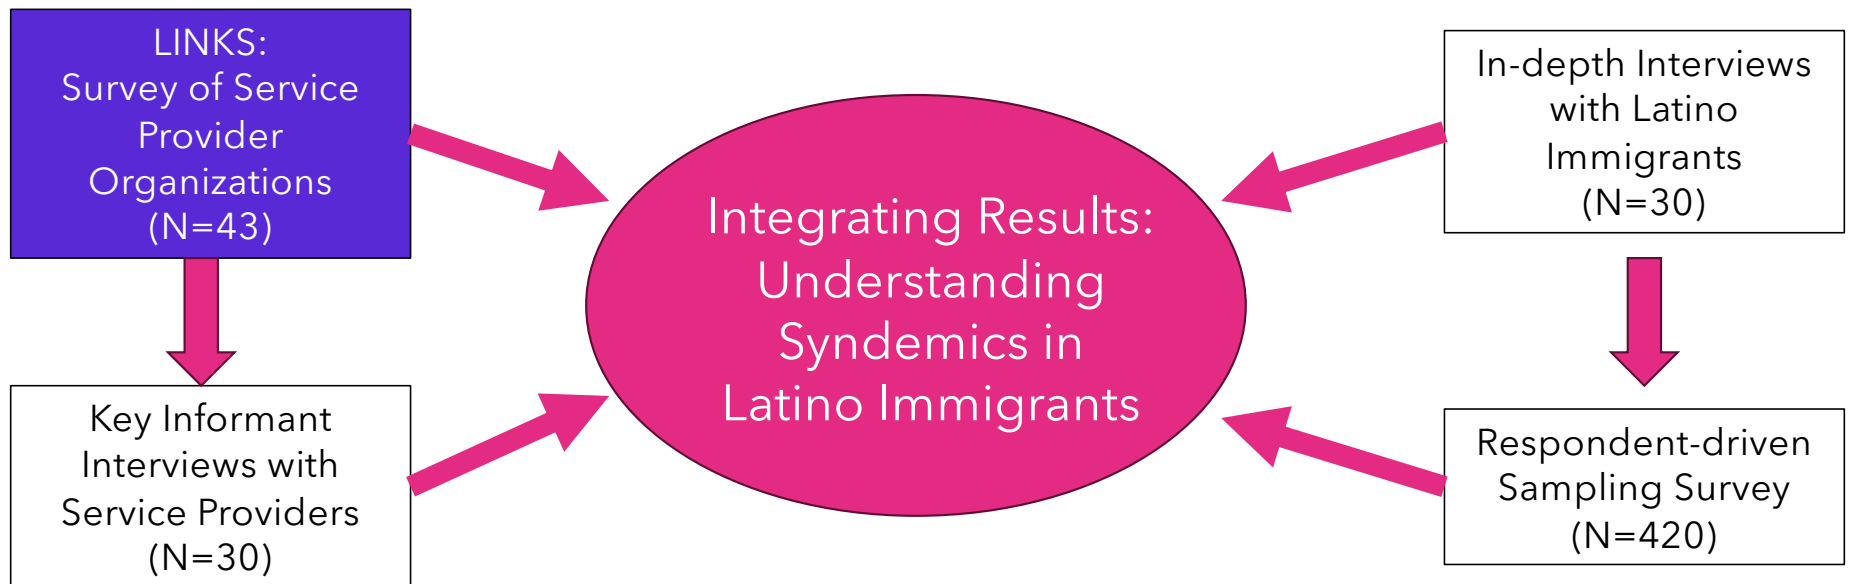 LINKS:
Survey of Service
Provider
Organizations
(N=43)
Key Informant
Interviews with
Service Providers
(N=30)
Integrating Results:
Understanding
Syndemics in
Latino Immigrants
In-depth Interviews
with Latino
Immigrants
(N=30)
Respondent-driven
Sampling Survey
(N=420)